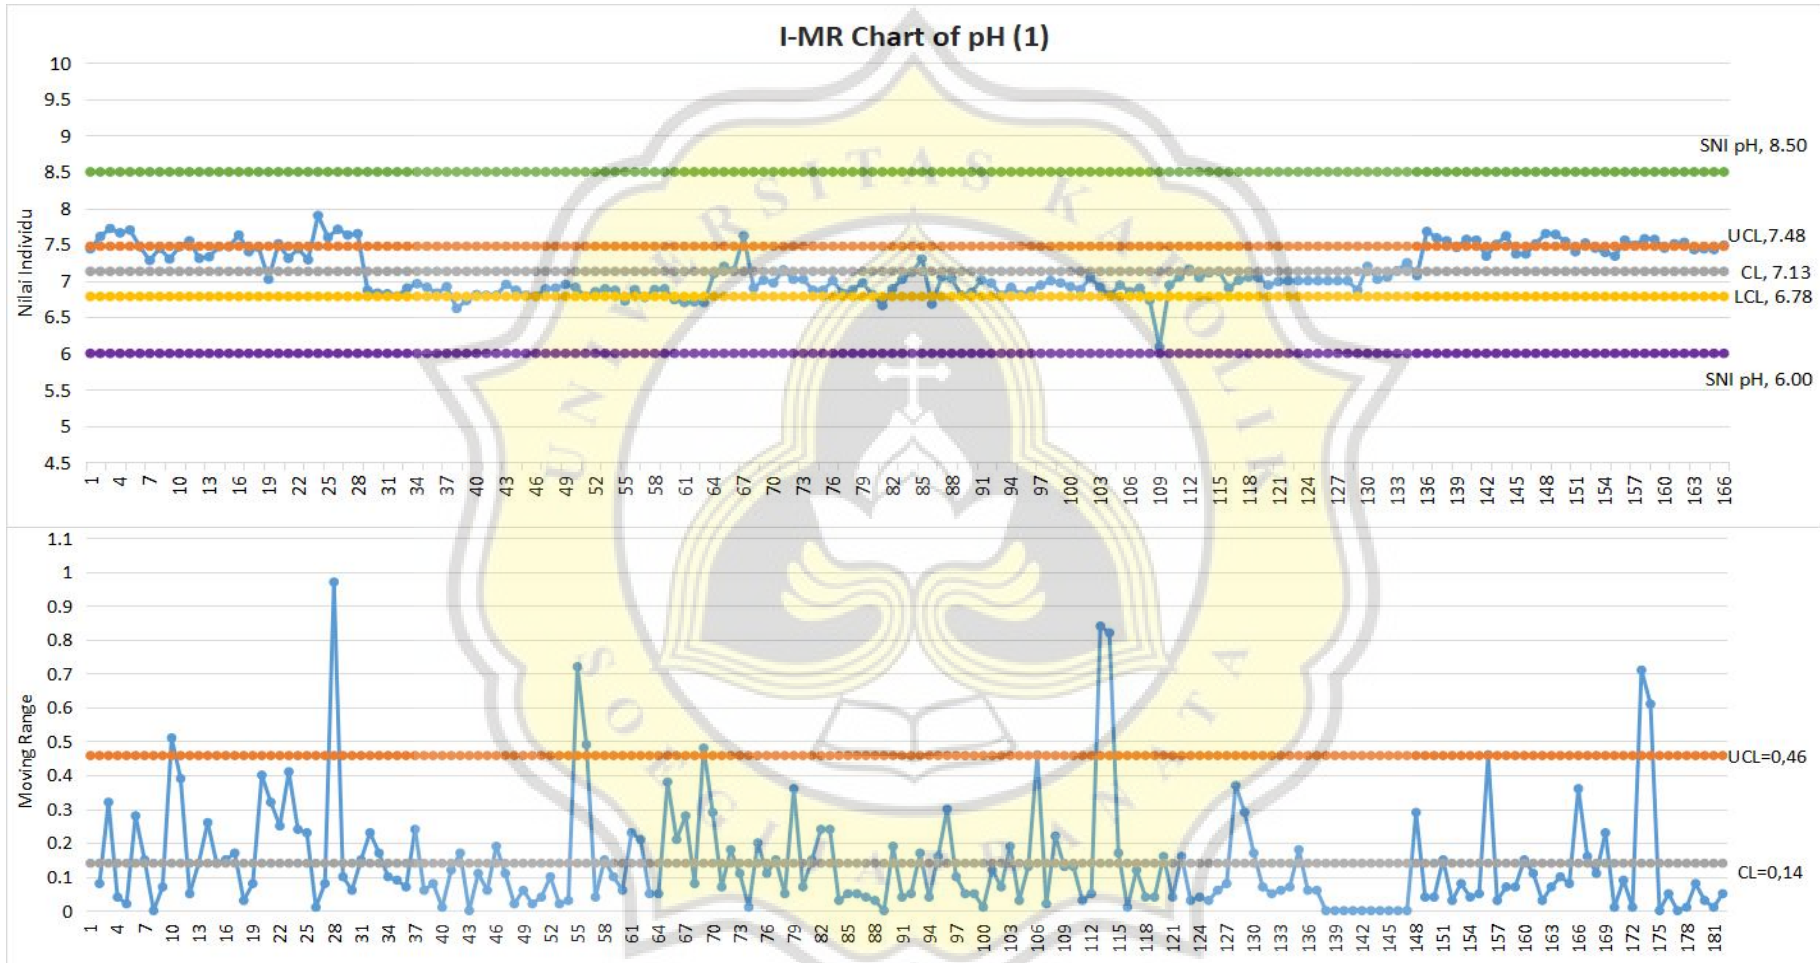 I-MR Chart of pH (1)
Nilai Individu
10
9.5
9
8.5
8
7.5
7
6.5
6
5.5
5
4.5
SNI pH, 8.50
UCL,7.48
CL, 7.13
LCL, 6.78
SNI pH, 6.00
1 4 7 10 13 16 19 22 25 28 31 34 37 40 43 46 49 52 55 58 61 64 67 70 73 76 79 82 85 88 91 94 97 100 103 106 109 112 115 118 121 124 127 130 133 136 139 142 145 148 151 154 157 160 163 166
Moving Range
1.1
1
0.9
0.8
0.7
0.6
0.5
0.4
0.3
0.2
0.1
0
UCL=0,46
CL=0,14
1 4 7 10 13 16 19 22 25 28 31 34 37 40 43 46 49 52 55 58 61 64 67 70 73 76 79 82 85 88 91 94 97 100 103 106 109 112 115 118 121 124 127 130 133 136 139 142 145 148 151 154 157 160 163 166 169 172 175 178 181
UNIVERSITAS KATOLIK
SOEGIJAPRANATA